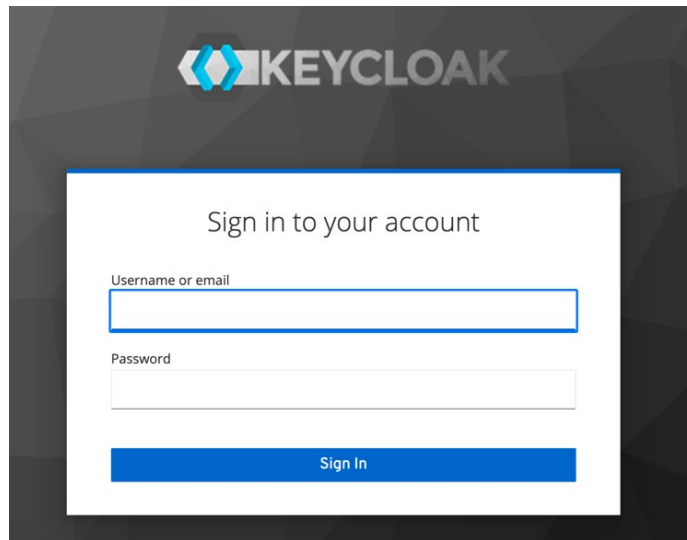 KEYCLOAK
Sign in to your account
Username or email
Password
Sign In